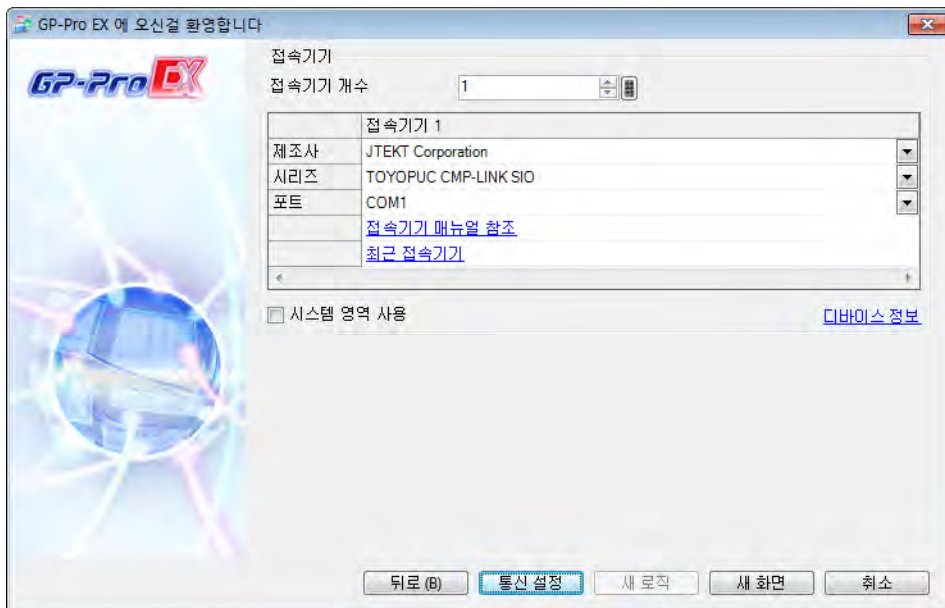 GP-Pro EX 에 오신걸 환영합니다
GP-Pro EX
접속기기
접속기기 개수 1
접속기기 1
제조사 JTEKT Corporation
시리즈 TOYOPUC CMP-LINK SIO
포트 COM1
접속기기 매뉴얼 참조
최근 접속기기
시스템 영역 사용 디바이스 정보
뒤로 (B) 통신 설정 새 로직 새 화면 취소